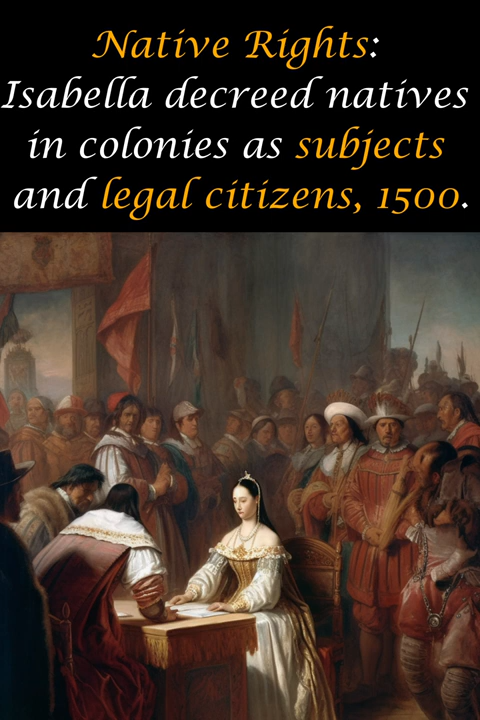 Native Rights:
Isabella decreed natives
in colonies as subjects
and legal citizens, 1500.